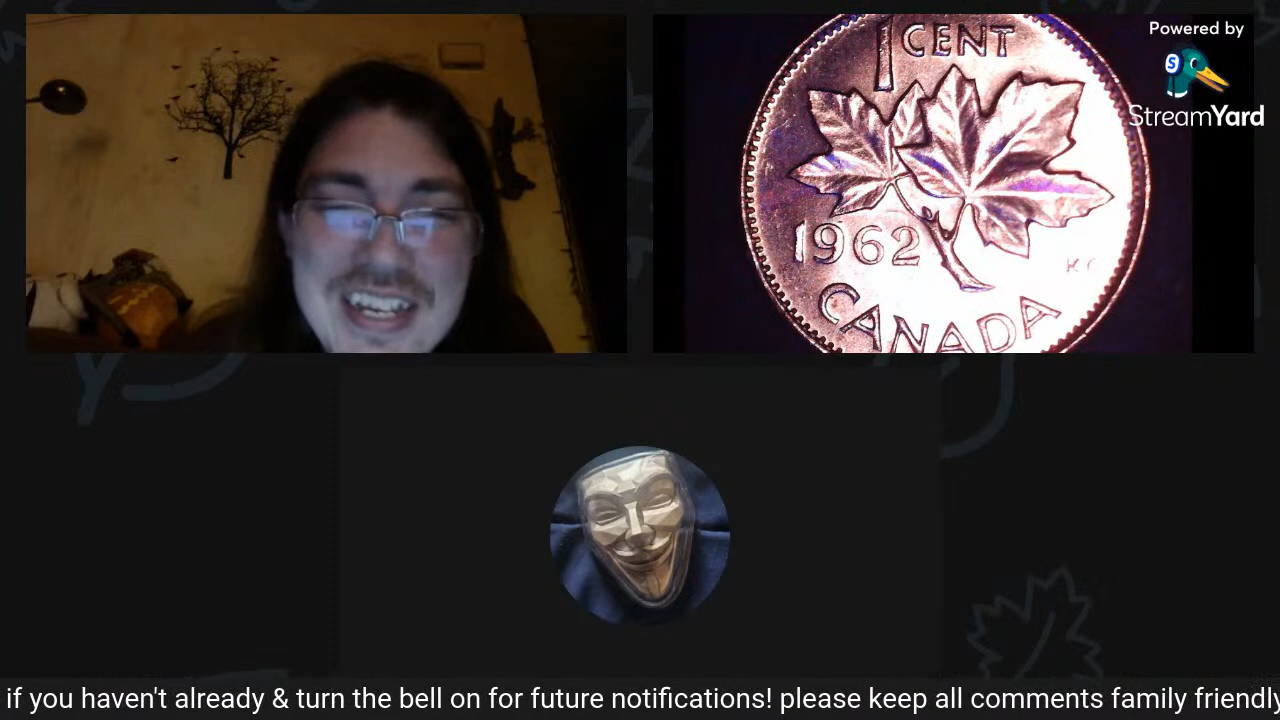 Powered by
S
StreamYard
1 CENT
1962
CANADA
if you haven't already & turn the bell on for future notifications! please keep all comments family friendly